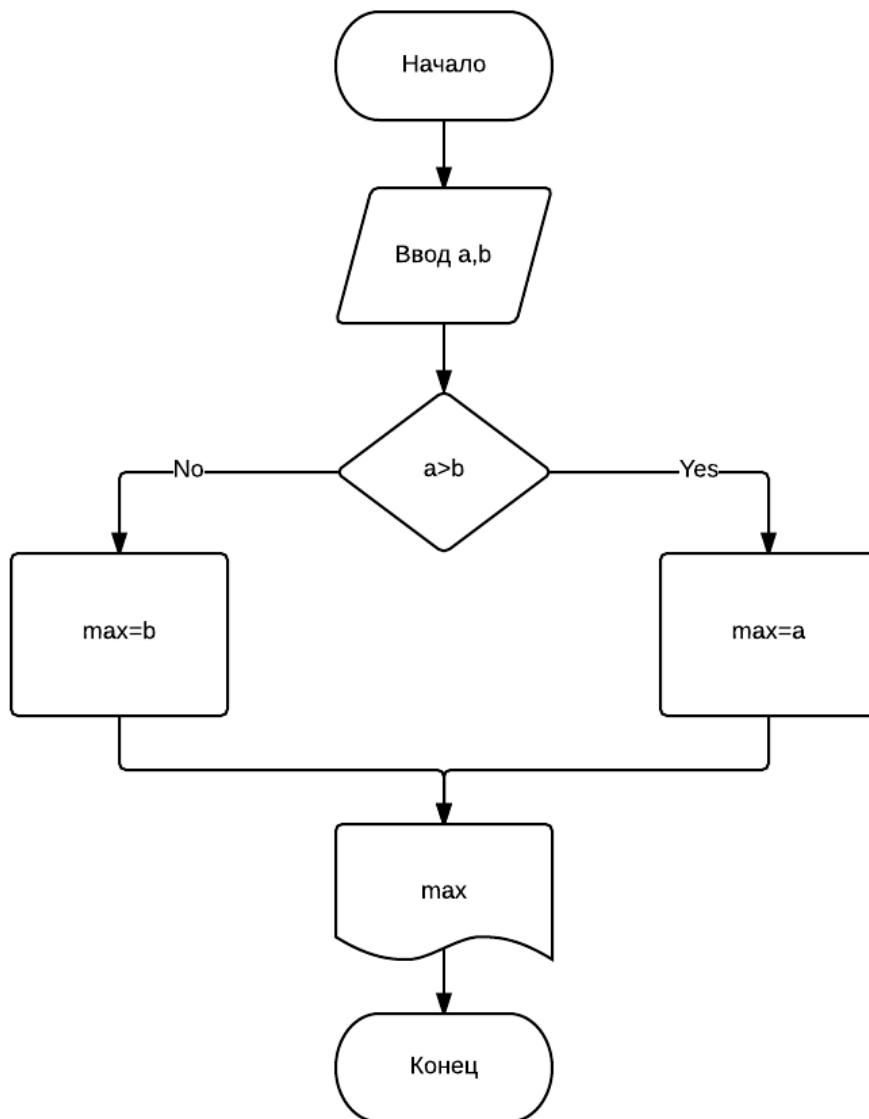 Начало
Ввод a,b
a>b
No
Yes
max=b
max=a
max
Конец